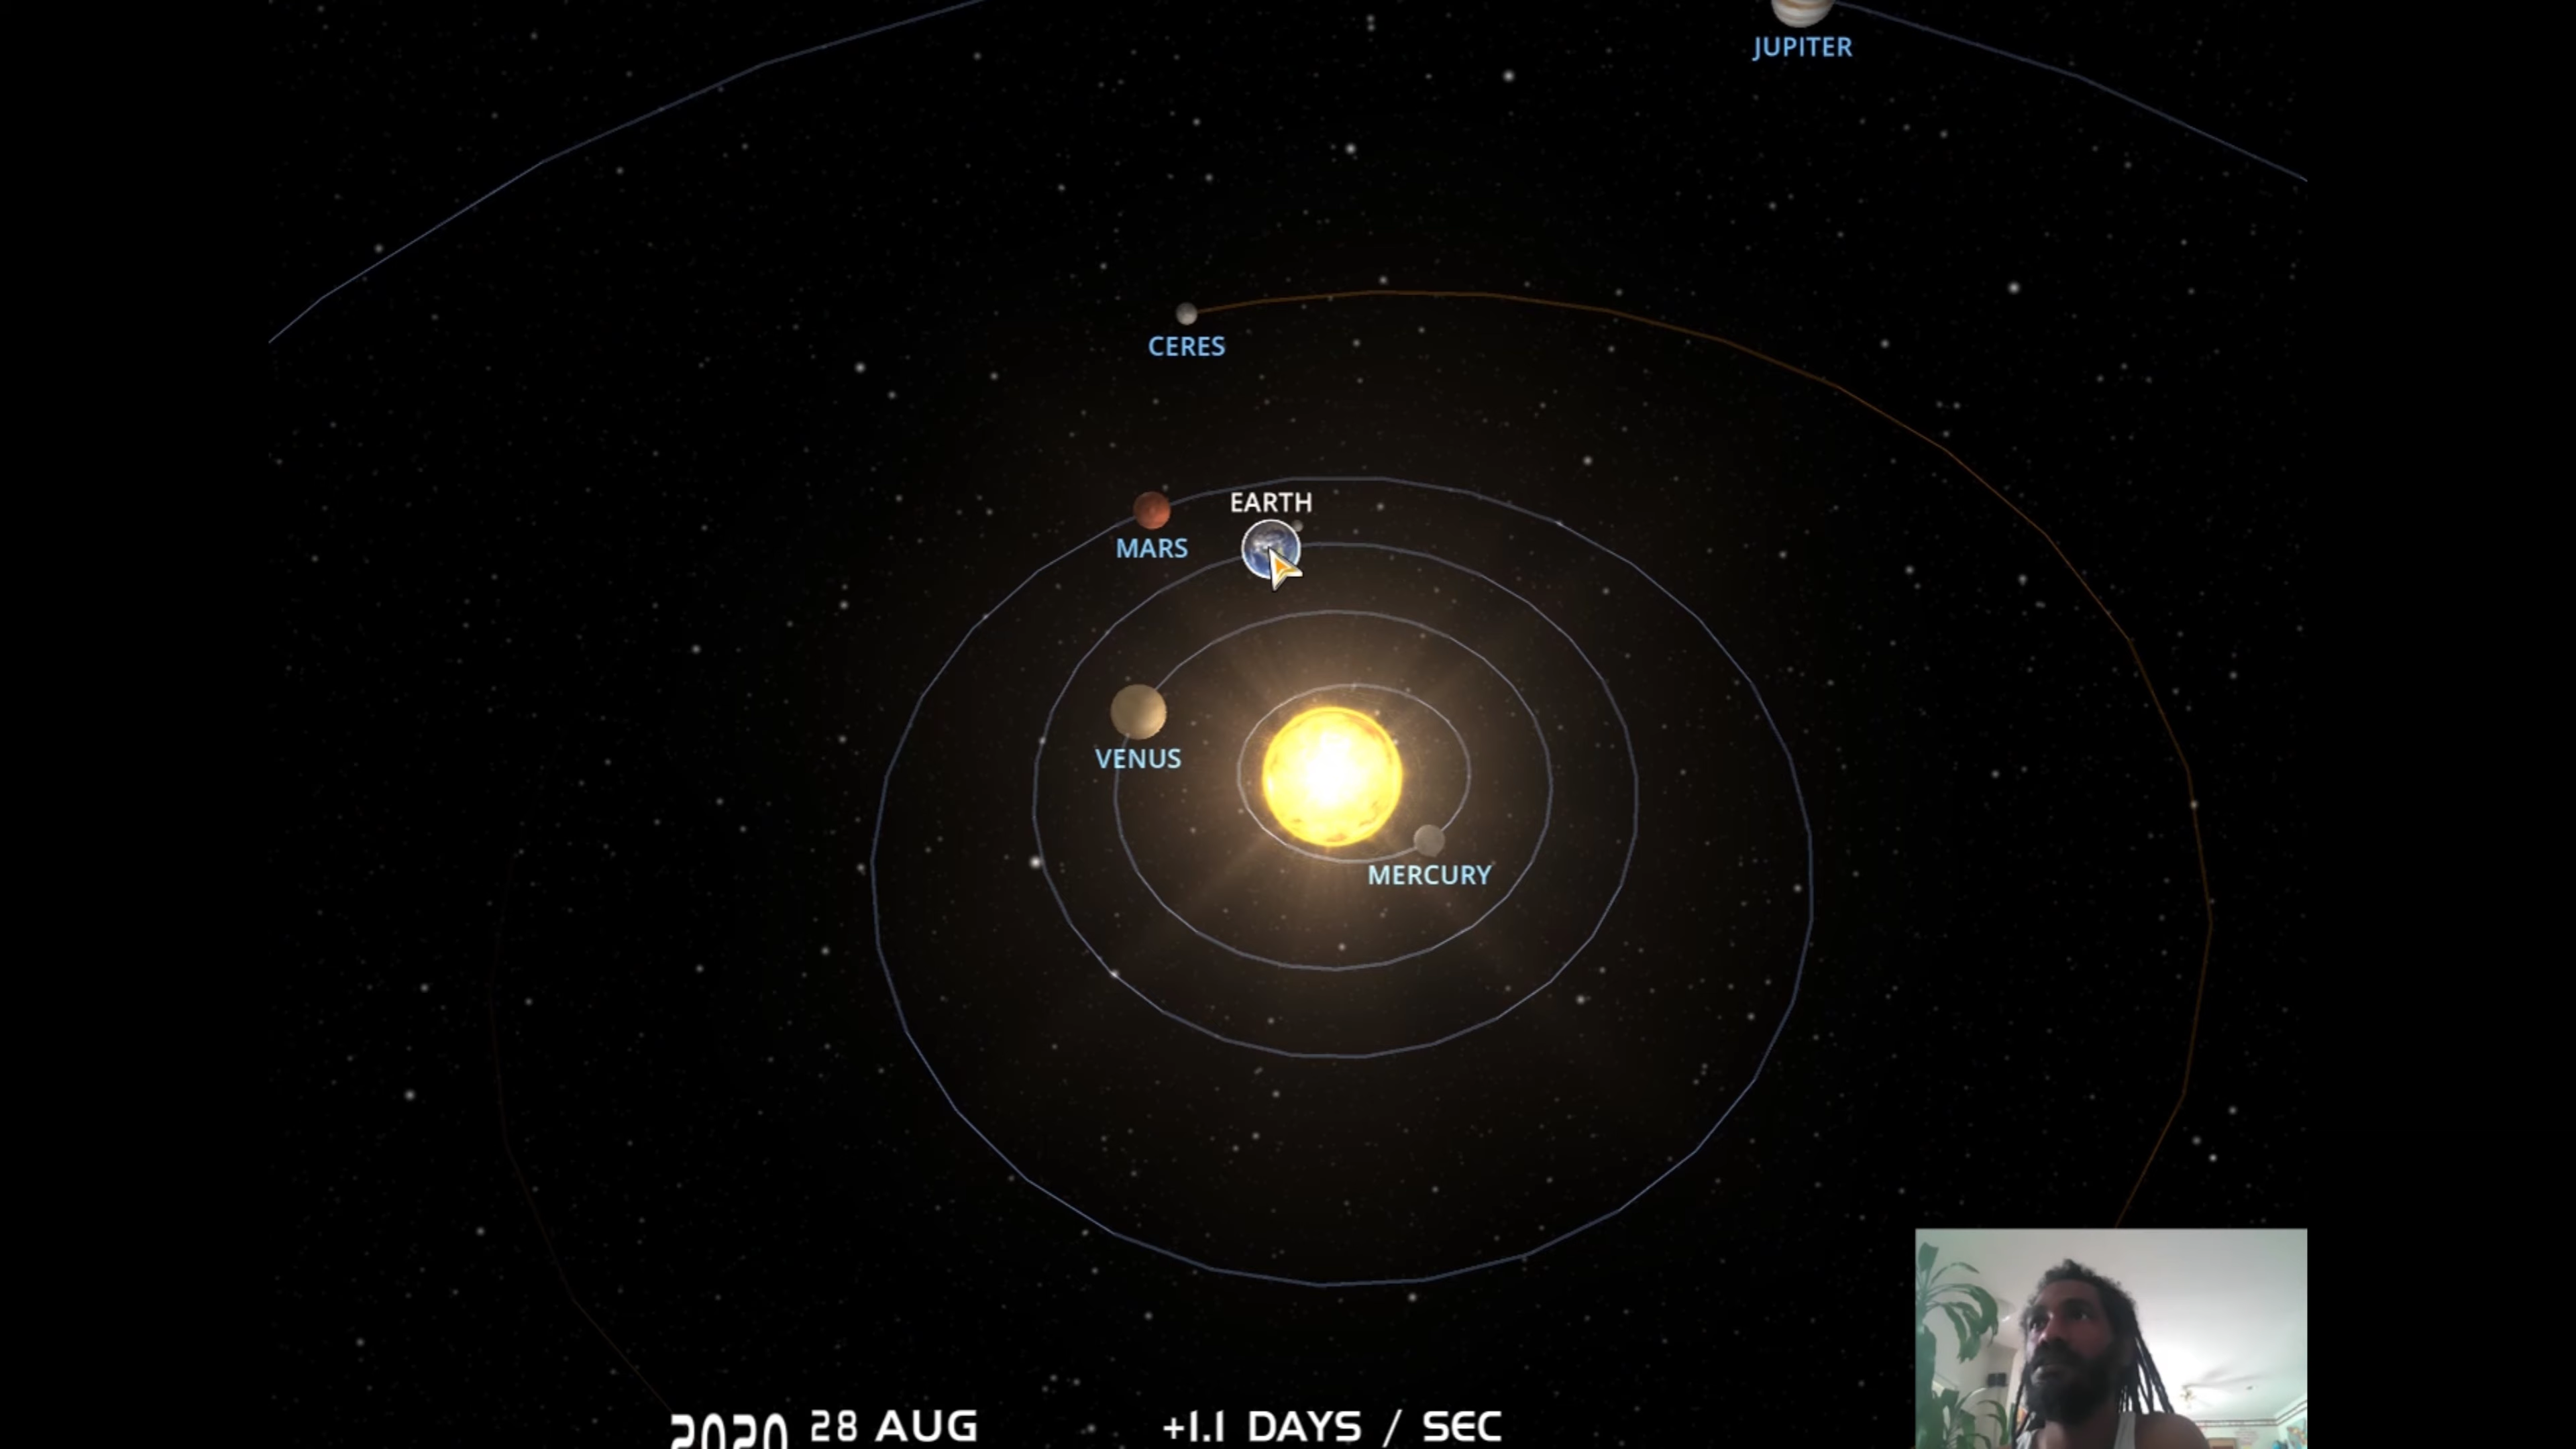 JUPITER
CERES
EARTH
MARS
VENUS
MERCURY
2020 28 AUG
+1.1 DAYS / SEC